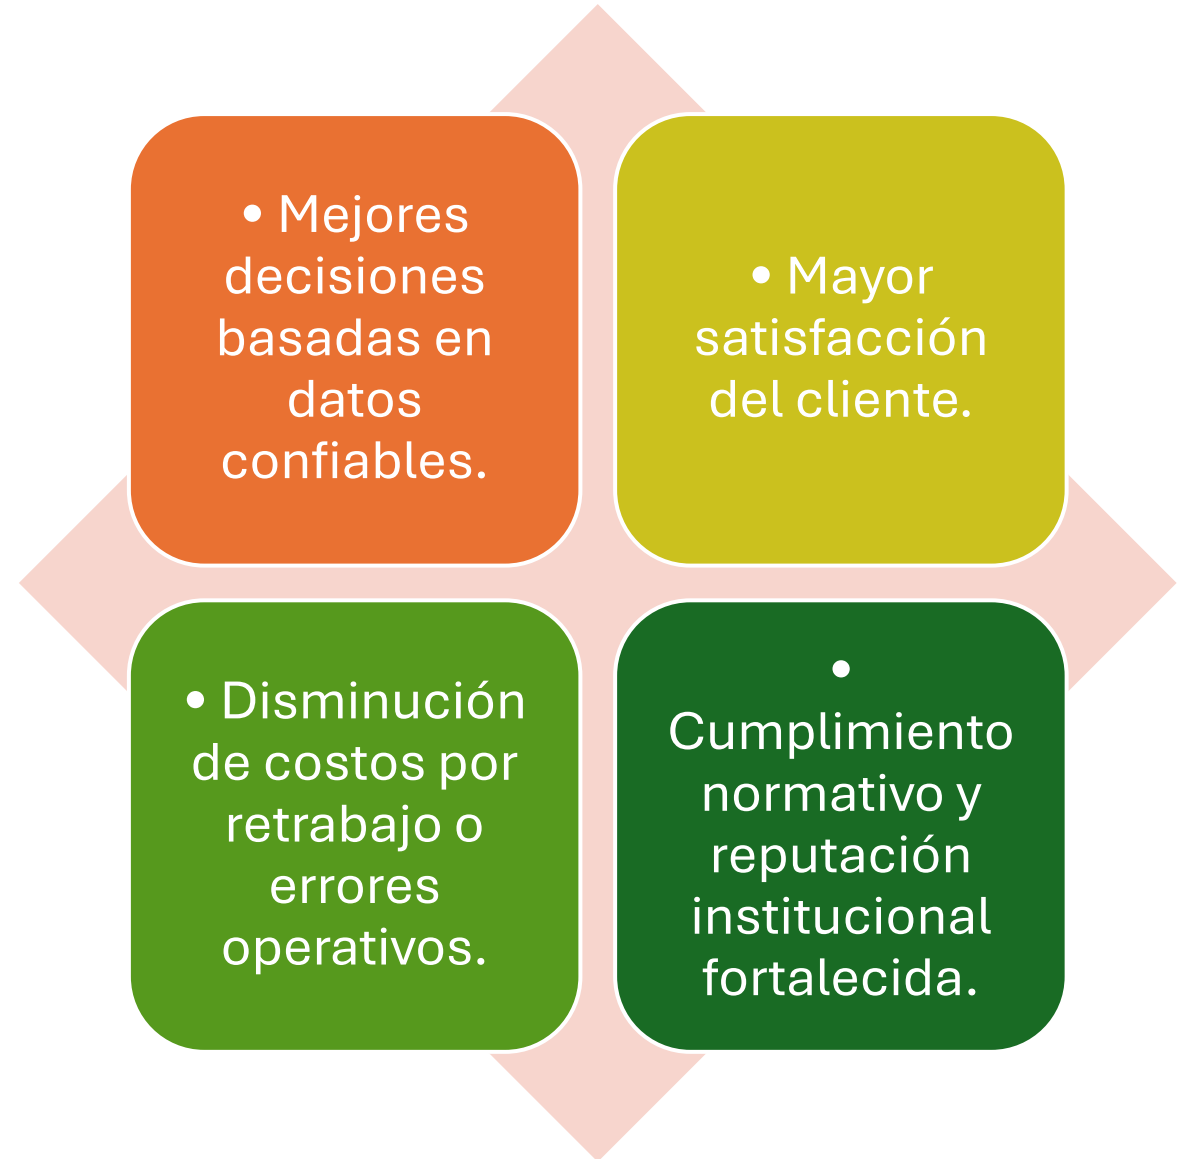 • Mejores
decisiones
basadas en
datos
confiables.
• Mayor
satisfacción
del cliente.
• Disminución
de costos por
retrabajo o
errores
operativos.
•
Cumplimiento
normativo y
reputación
institucional
fortalecida.